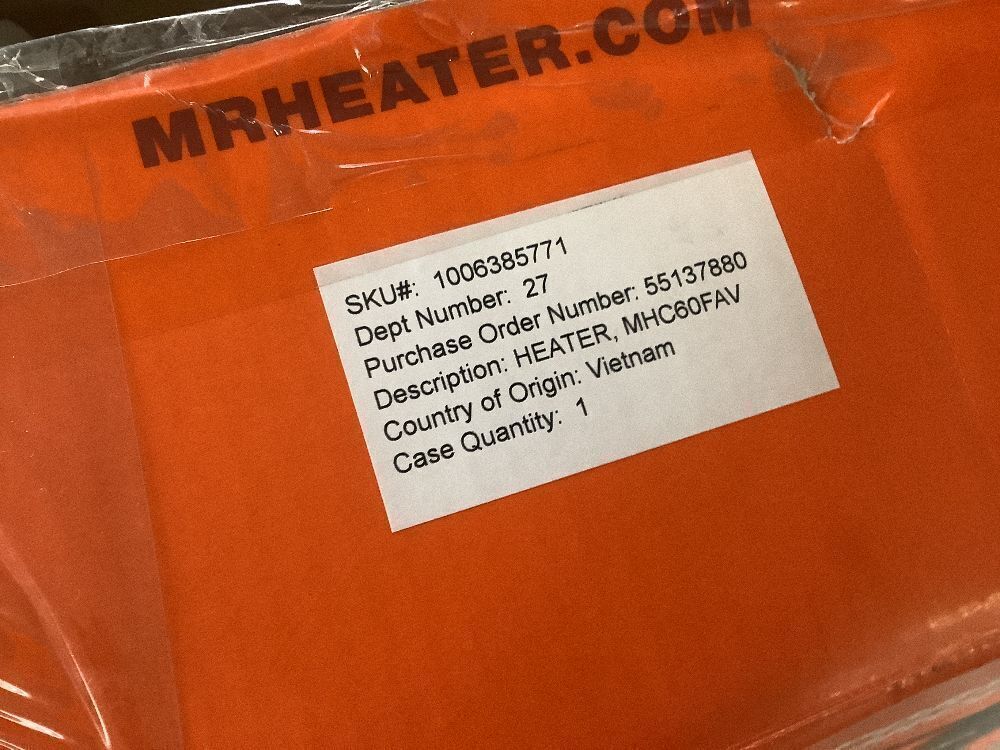 MRHEATER.COM
SKU#: 1006385771
Dept Number: 27
Purchase Order Number: 55137880
Description: HEATER, MHC60FAV
Country of Origin: Vietnam
Case Quantity: 1